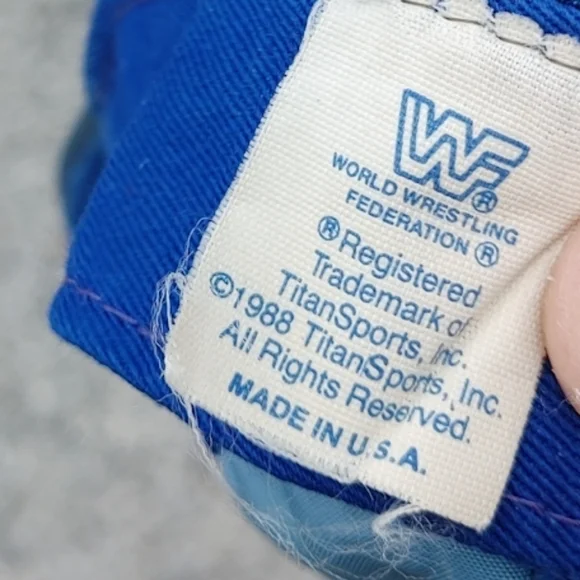 WF®
WORLD WRESTLING
FEDERATION ®
®Registered
Trademark of
TitanSports, Inc.
©1988 TitanSports, Inc.
All Rights Reserved.
MADE IN U.S.A.